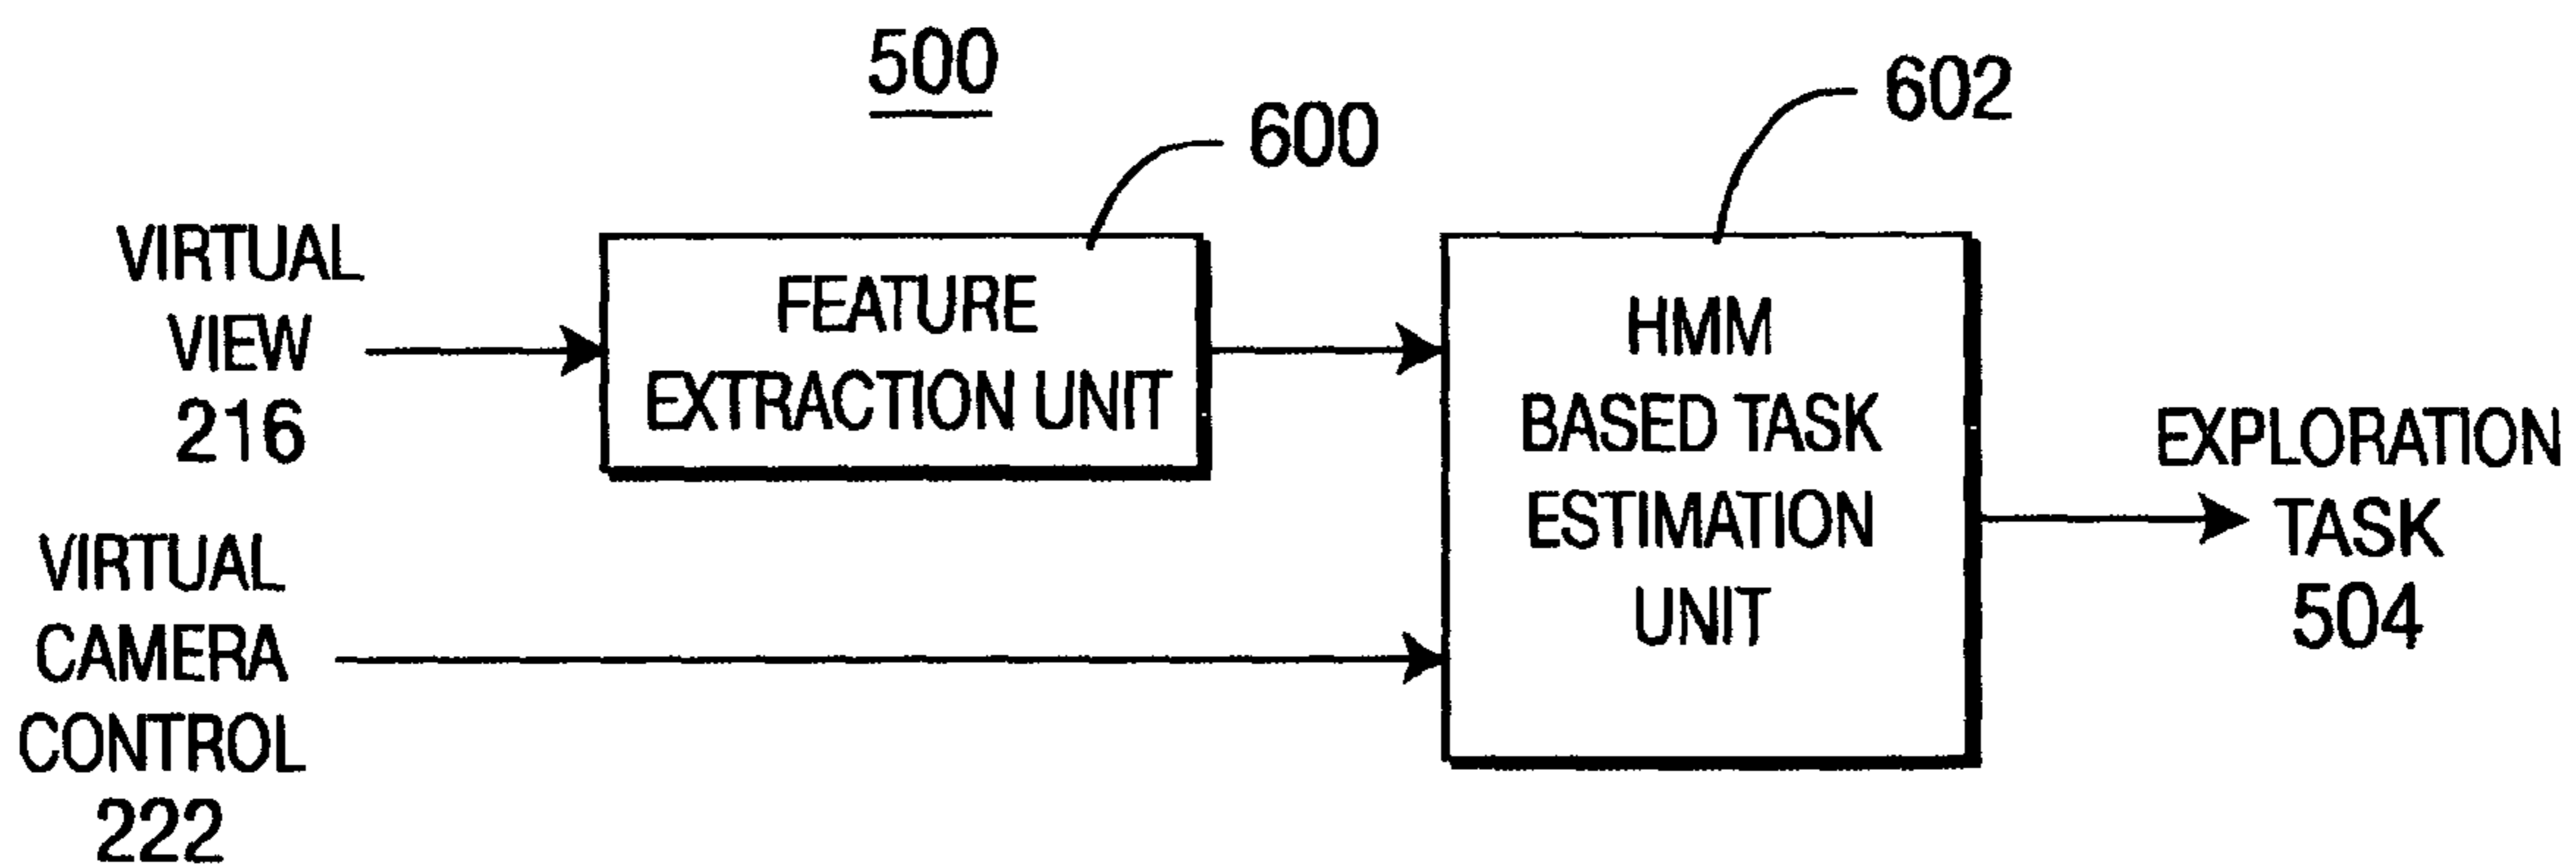 500
600
602
VIRTUAL
VIEW
216
FEATURE
EXTRACTION UNIT
HMM
BASED TASK
ESTIMATION
UNIT
EXPLORATION
TASK
504
VIRTUAL
CAMERA
CONTROL
222